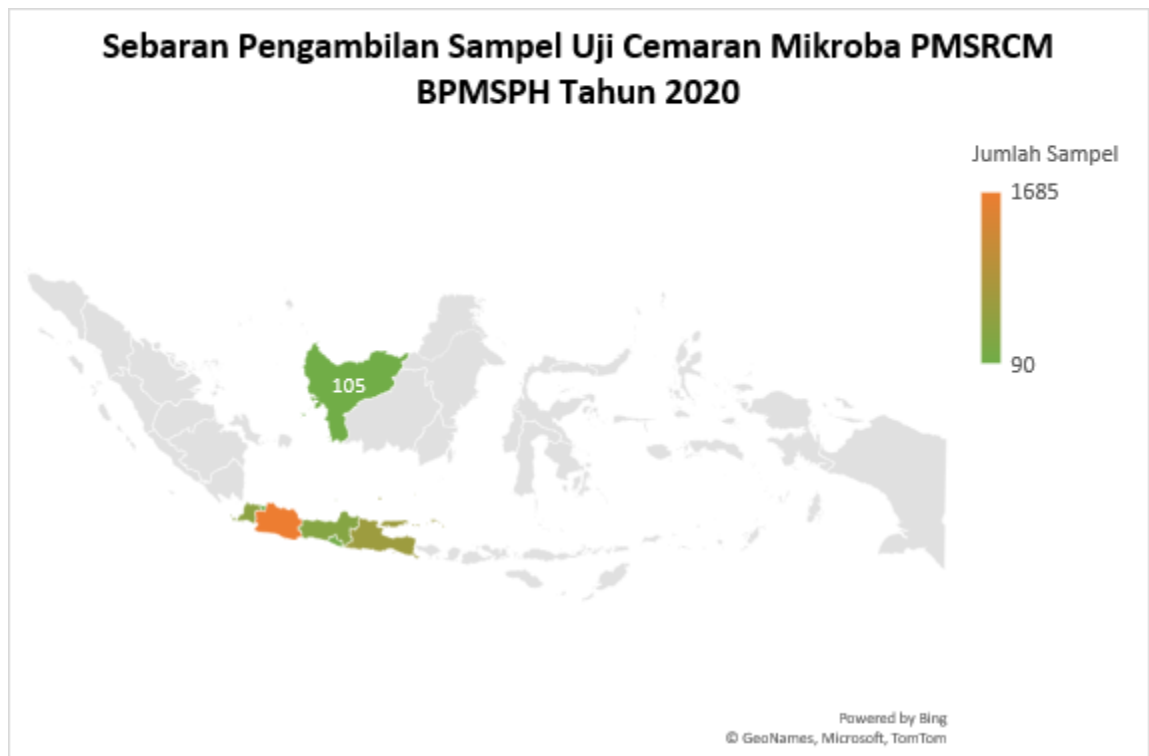 Sebaran Pengambilan Sampel Uji Cemaran Mikroba PMSRCM
BPMSPH Tahun 2020
Jumlah Sampel
1685
90
105
Powered by Bing
© GeoNames, Microsoft, TomTom